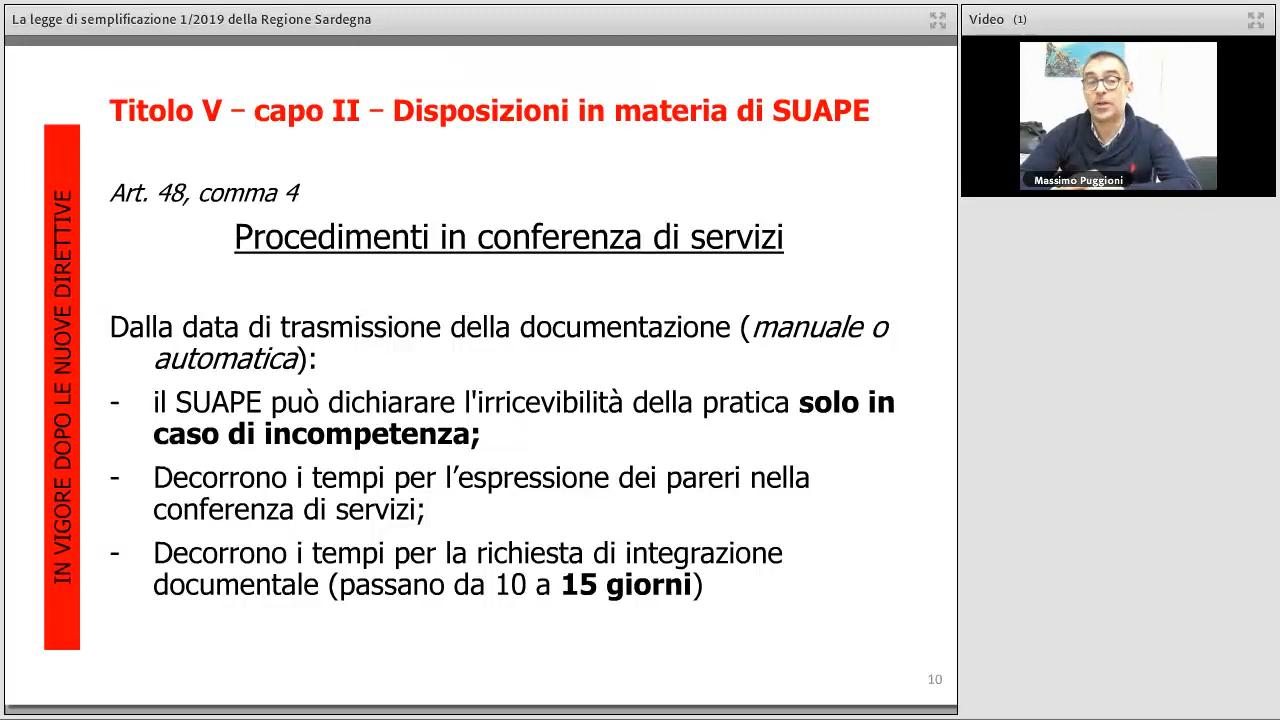 La legge di semplificazione 1/2019 della Regione Sardegna
Video (1)
Massimo Puggioni
Titolo V – capo II – Disposizioni in materia di SUAPE
IN VIGORE DOPO LE NUOVE DIRETTIVE
Art. 48, comma 4
Procedimenti in conferenza di servizi
Dalla data di trasmissione della documentazione (manuale o
automatica):
- il SUAPE può dichiarare l'irricevibilità della pratica solo in
caso di incompetenza;
- Decorrono i tempi per l’espressione dei pareri nella
conferenza di servizi;
- Decorrono i tempi per la richiesta di integrazione
documentale (passano da 10 a 15 giorni)
10